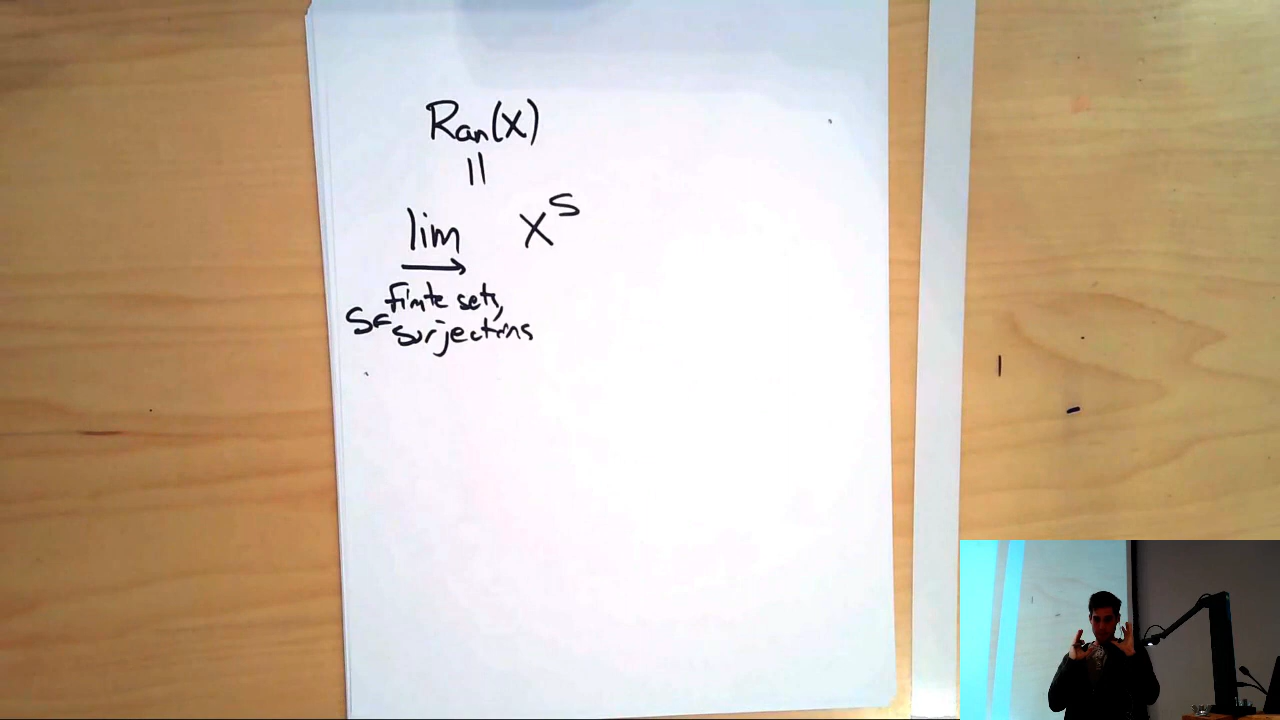 Ran(X)
||
lim X^S
→
S∈ finite sets,
surjections